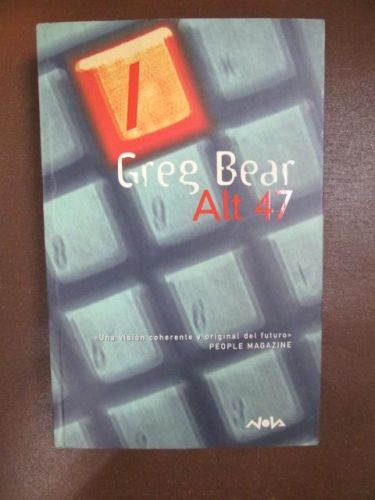 /
Greg Bear
Alt 47
«Una visión coherente y original del futuro»
PEOPLE MAGAZINE
NOVA